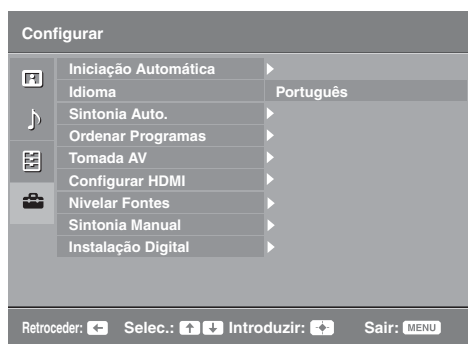 Configurar
Iniciação Automática
Idioma Português
Sintonia Auto.
Ordenar Programas
Tomada AV
Configurar HDMI
Nivelar Fontes
Sintonia Manual
Instalação Digital
Retroceder: Selec.: Introduzir: Sair: MENU